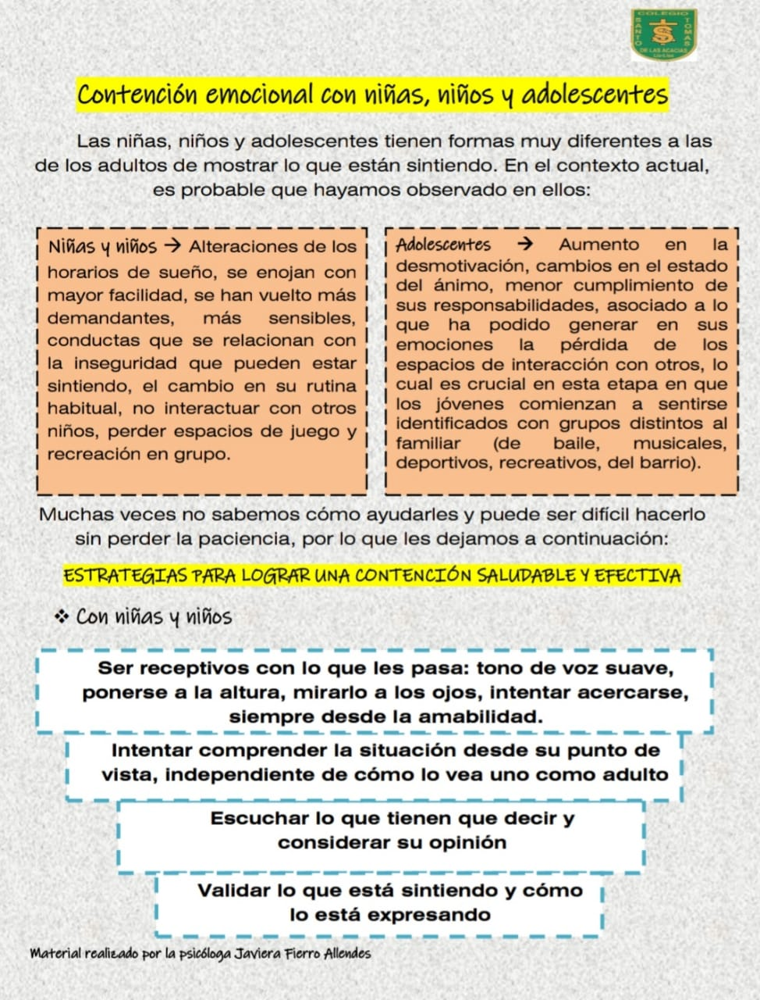 COLEGIO
SANTO
TOMAS
DE LAS ACACIAS
Contención emocional con niñas, niños y adolescentes
Las niñas, niños y adolescentes tienen formas muy diferentes a las
de los adultos de mostrar lo que están sintiendo. En el contexto actual,
es probable que hayamos observado en ellos:
Niñas y niños → Alteraciones de los
horarios de sueño, se enojan con
mayor facilidad, se han vuelto más
demandantes, más sensibles,
conductas que se relacionan con
la inseguridad que pueden estar
sintiendo, el cambio en su rutina
habitual, no interactuar con otros
niños, perder espacios de juego y
recreación en grupo.
Adolescentes → Aumento en la
desmotivación, cambios en el estado
del ánimo, menor cumplimiento de
sus responsabilidades, asociado a lo
que ha podido generar en sus
emociones la pérdida de los
espacios de interacción con otros, lo
cual es crucial en esta etapa en que
los jóvenes comienzan a sentirse
identificados con grupos distintos al
familiar (de baile, musicales,
deportivos, recreativos, del barrio).
Muchas veces no sabemos cómo ayudarles y puede ser difícil hacerlo
sin perder la paciencia, por lo que les dejamos a continuación:
ESTRATEGIAS PARA LOGRAR UNA CONTENCIÓN SALUDABLE Y EFECTIVA
❖ Con niñas y niños
Ser receptivos con lo que les pasa: tono de voz suave,
ponerse a la altura, mirarlo a los ojos, intentar acercarse,
siempre desde la amabilidad.
Intentar comprender la situación desde su punto de
vista, independiente de cómo lo vea uno como adulto
Escuchar lo que tienen que decir y
considerar su opinión
Validar lo que está sintiendo y cómo
lo está expresando
Material realizado por la psicóloga Javiera Fierro Allendes